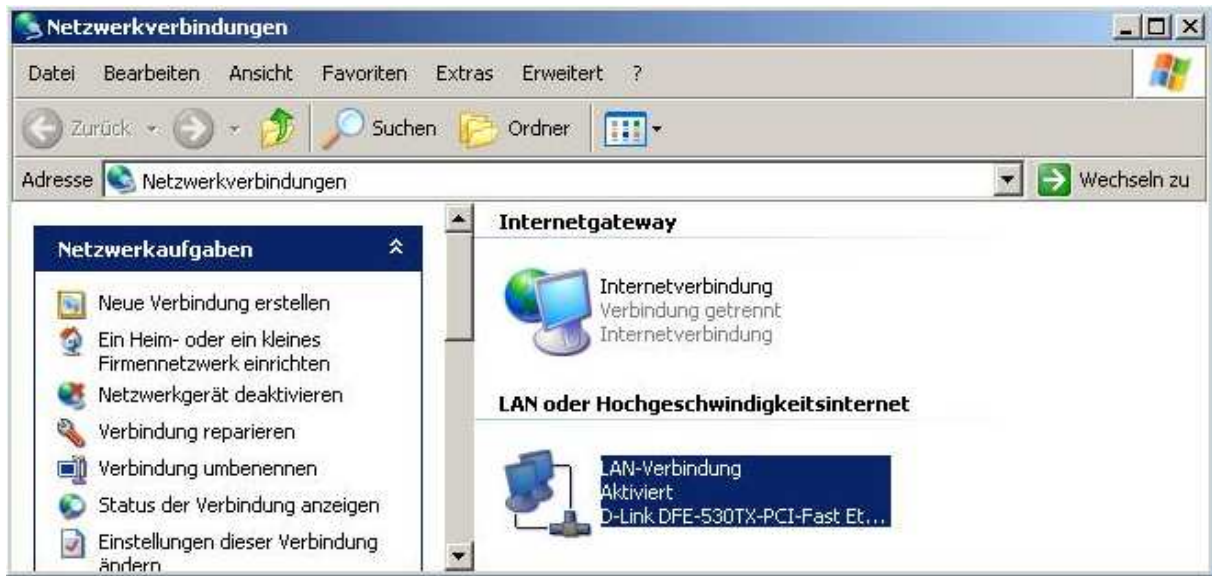 Netzwerkverbindungen
Datei Bearbeiten Ansicht Favoriten Extras Erweitert ?
Zurück Suchen Ordner
Adresse Netzwerkverbindungen Wechseln zu
Netzwerkaufgaben
Neue Verbindung erstellen
Ein Heim- oder ein kleines
Firmennetzwerk einrichten
Netzwerkgerät deaktivieren
Verbindung reparieren
Verbindung umbenennen
Status der Verbindung anzeigen
Einstellungen dieser Verbindung
ändern
Internetgateway
Internetverbindung
Verbindung getrennt
Internetverbindung
LAN oder Hochgeschwindigkeitsinternet
LAN-Verbindung
Aktiviert
D-Link DFE-530TX-PCI-Fast Et...